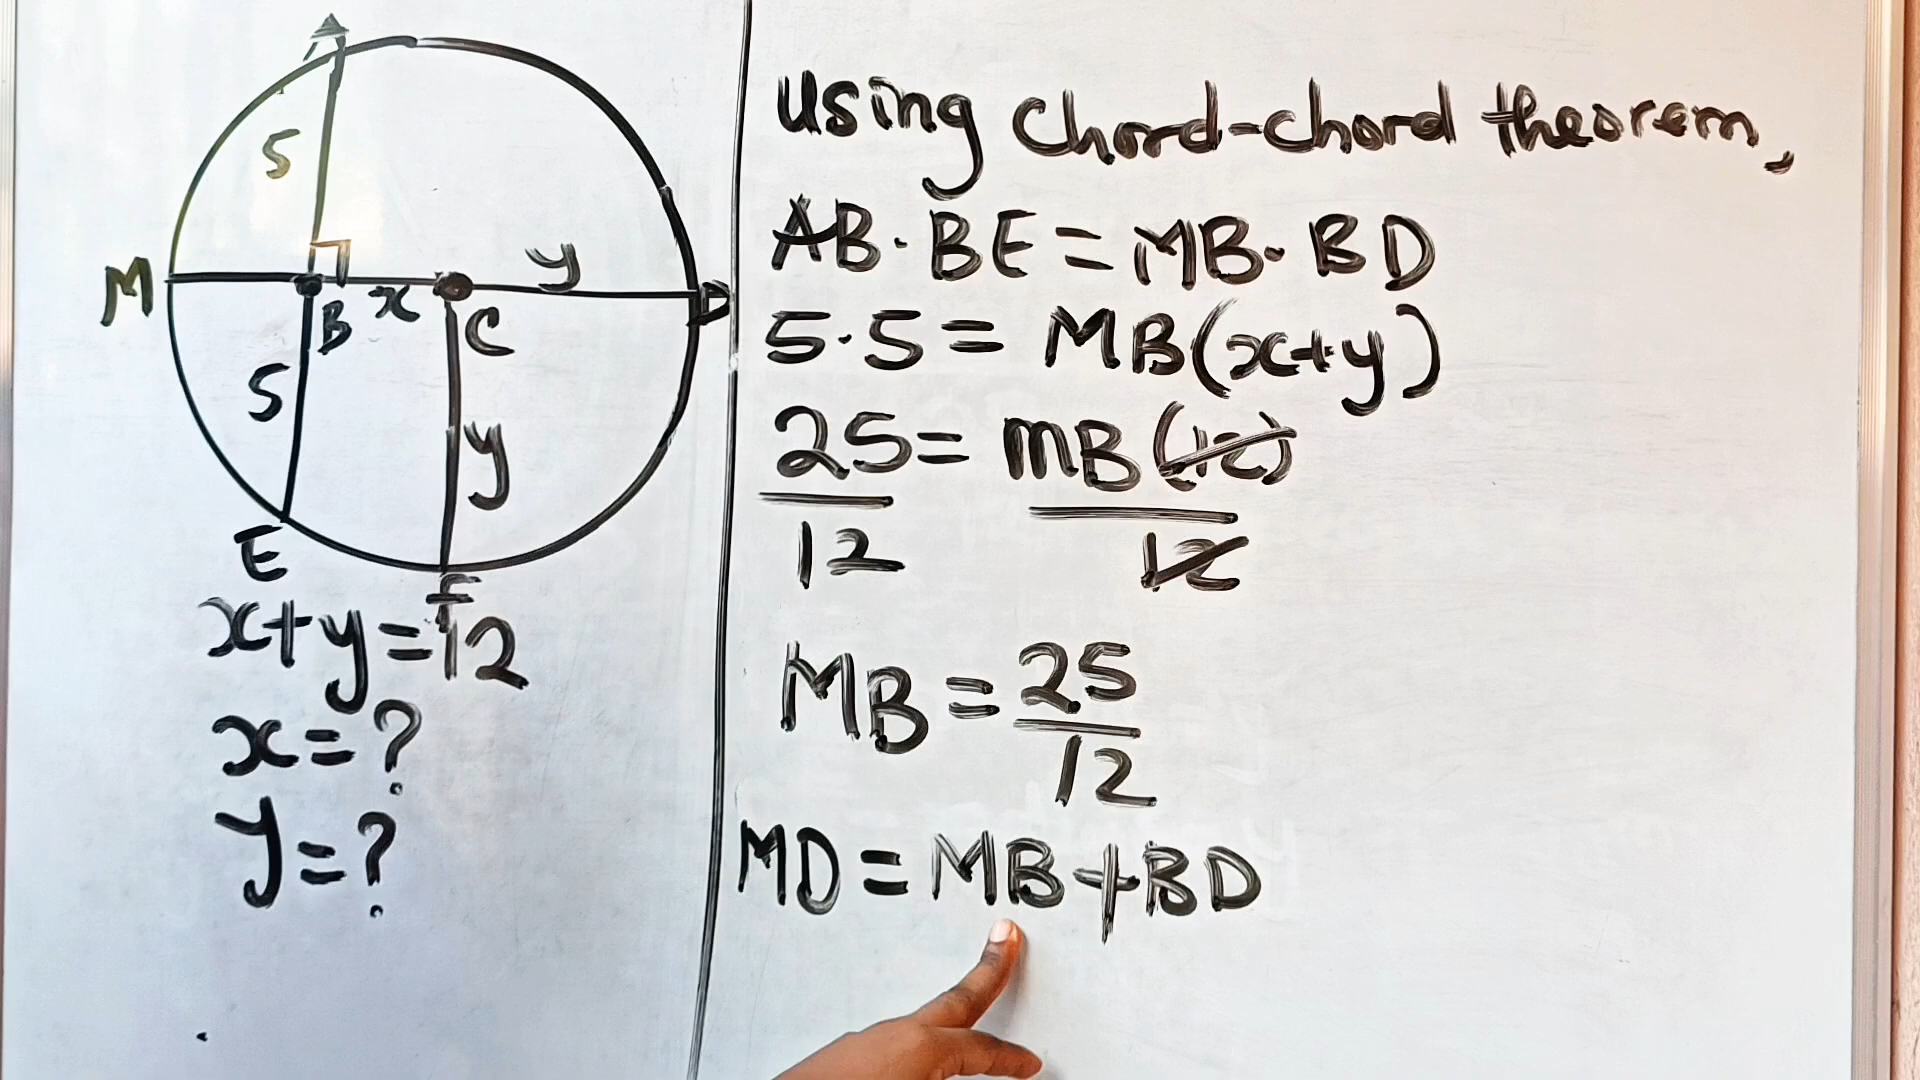 A
5
M
B
x
C
y
D
5
y
E
F
x+y=12
x=?
y=?
Using Chord-chord theorem,
AB·BE=MB·BD
5·5=MB(x+y)
25=MB(12)
12 12
MB=25
12
MD=MB+BD